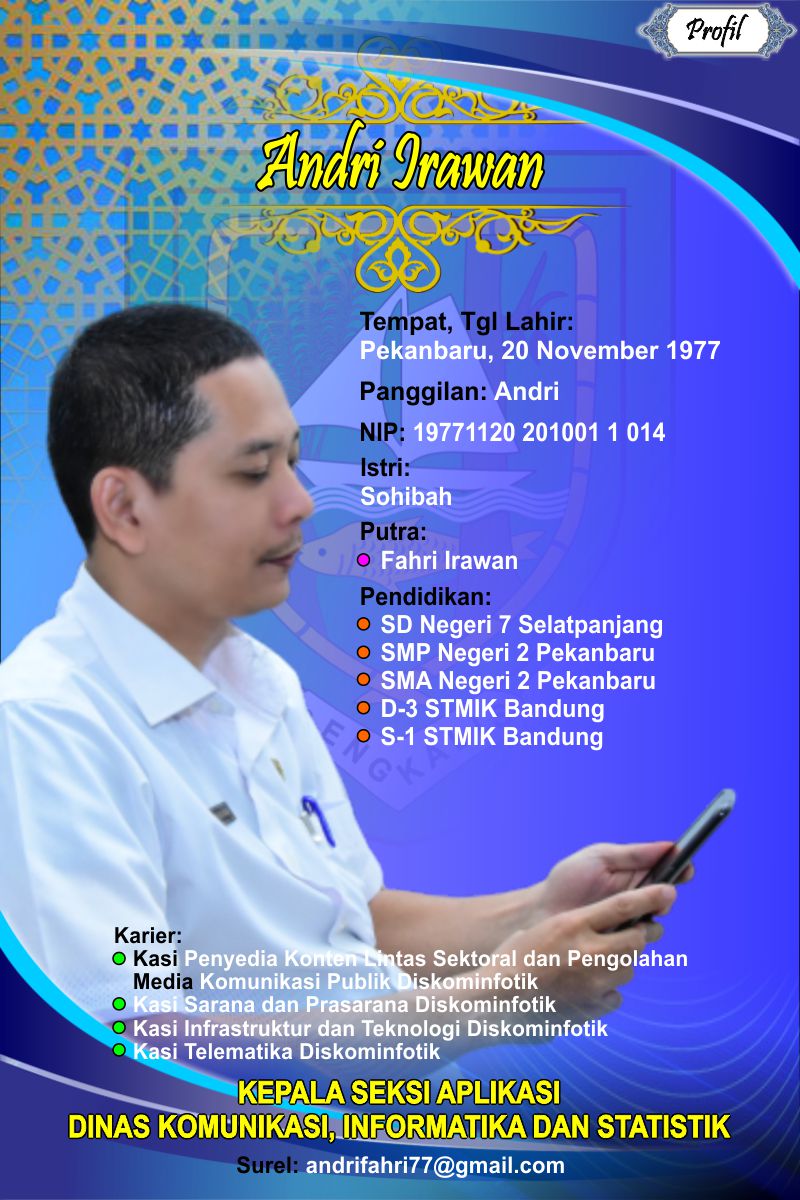 Profil
Andri Irawan
Tempat, Tgl Lahir:
Pekanbaru, 20 November 1977
Panggilan: Andri
NIP: 19771120 201001 1 014
Istri:
Sohibah
Putra:
Fahri Irawan
Pendidikan:
SD Negeri 7 Selatpanjang
SMP Negeri 2 Pekanbaru
SMA Negeri 2 Pekanbaru
D-3 STMIK Bandung
S-1 STMIK Bandung
Karier:
Kasi Penyedia Konten Lintas Sektoral dan Pengolahan
Media Komunikasi Publik Diskominfotik
Kasi Sarana dan Prasarana Diskominfotik
Kasi Infrastruktur dan Teknologi Diskominfotik
Kasi Telematika Diskominfotik
KEPALA SEKSI APLIKASI
DINAS KOMUNIKASI, INFORMATIKA DAN STATISTIK
Surel: andrifahri77@gmail.com